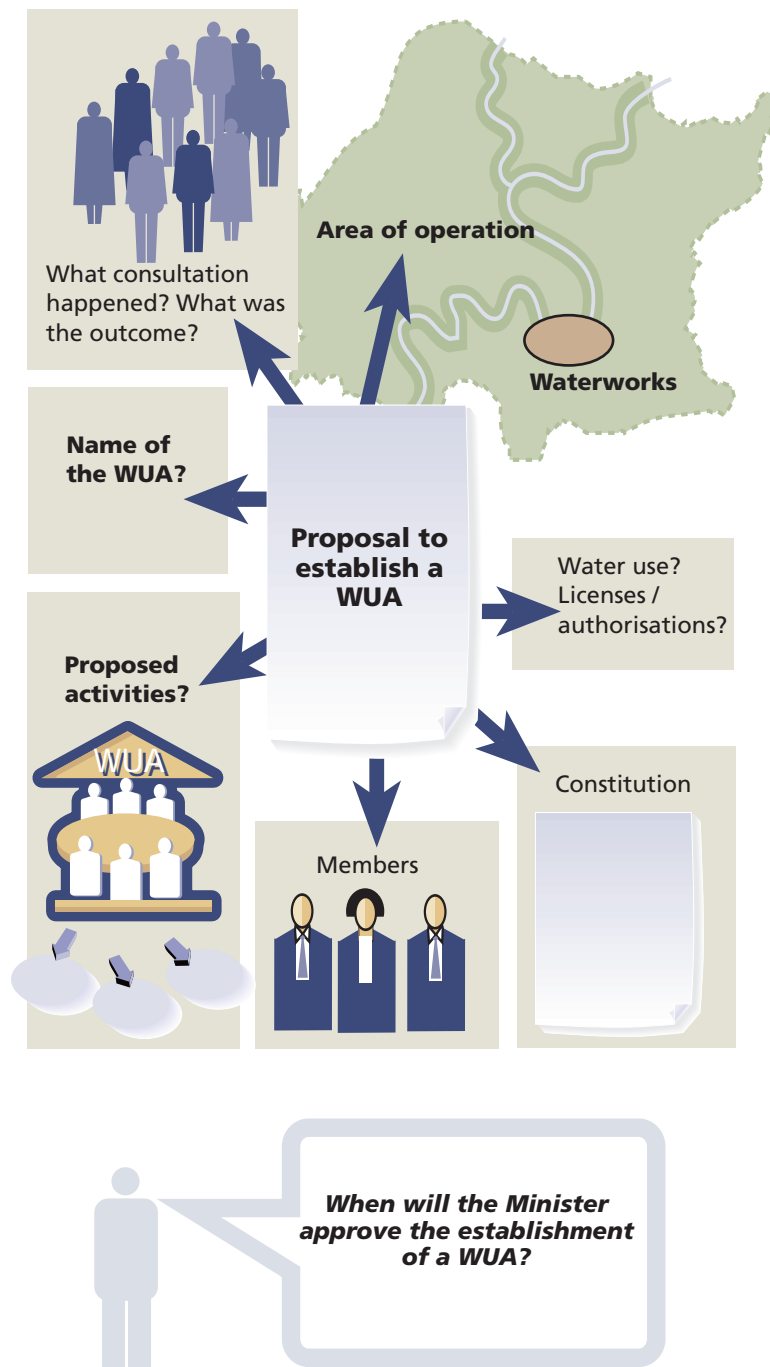 What consultation
happened? What was
the outcome?
Area of operation
Waterworks
Name of
the WUA?
Proposal to
establish a
WUA
Water use?
Licenses /
authorisations?
Proposed
activities?
WUA
Members
Constitution
When will the Minister
approve the establishment
of a WUA?